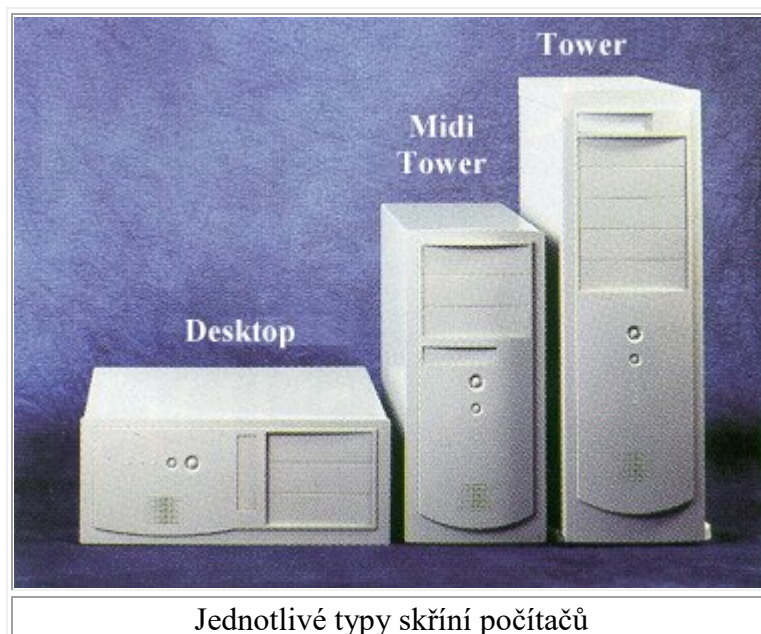 Tower
Midi
Tower
Desktop
Jednotlivé typy skříní počítačů